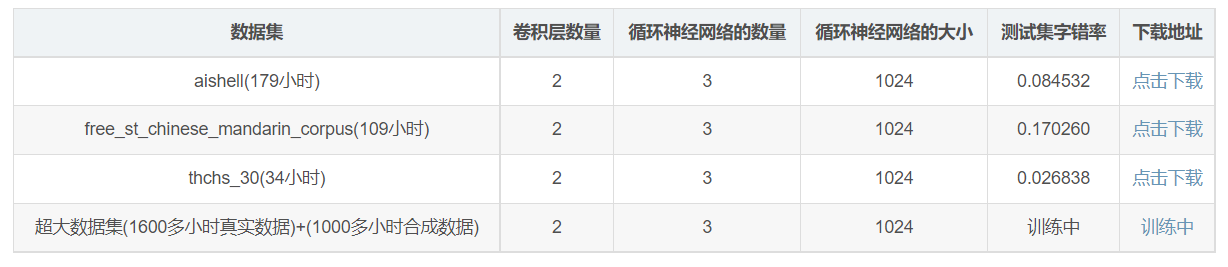 数据集 卷积层数量 循环神经网络的数量 循环神经网络的大小 测试集字错率 下载地址
aishell(179小时) 2 3 1024 0.084532 点击下载
free_st_chinese_mandarin_corpus(109小时) 2 3 1024 0.170260 点击下载
thchs_30(34小时) 2 3 1024 0.026838 点击下载
超大数据集(1600多小时真实数据)+(1000多小时合成数据) 2 3 1024 训练中 训练中